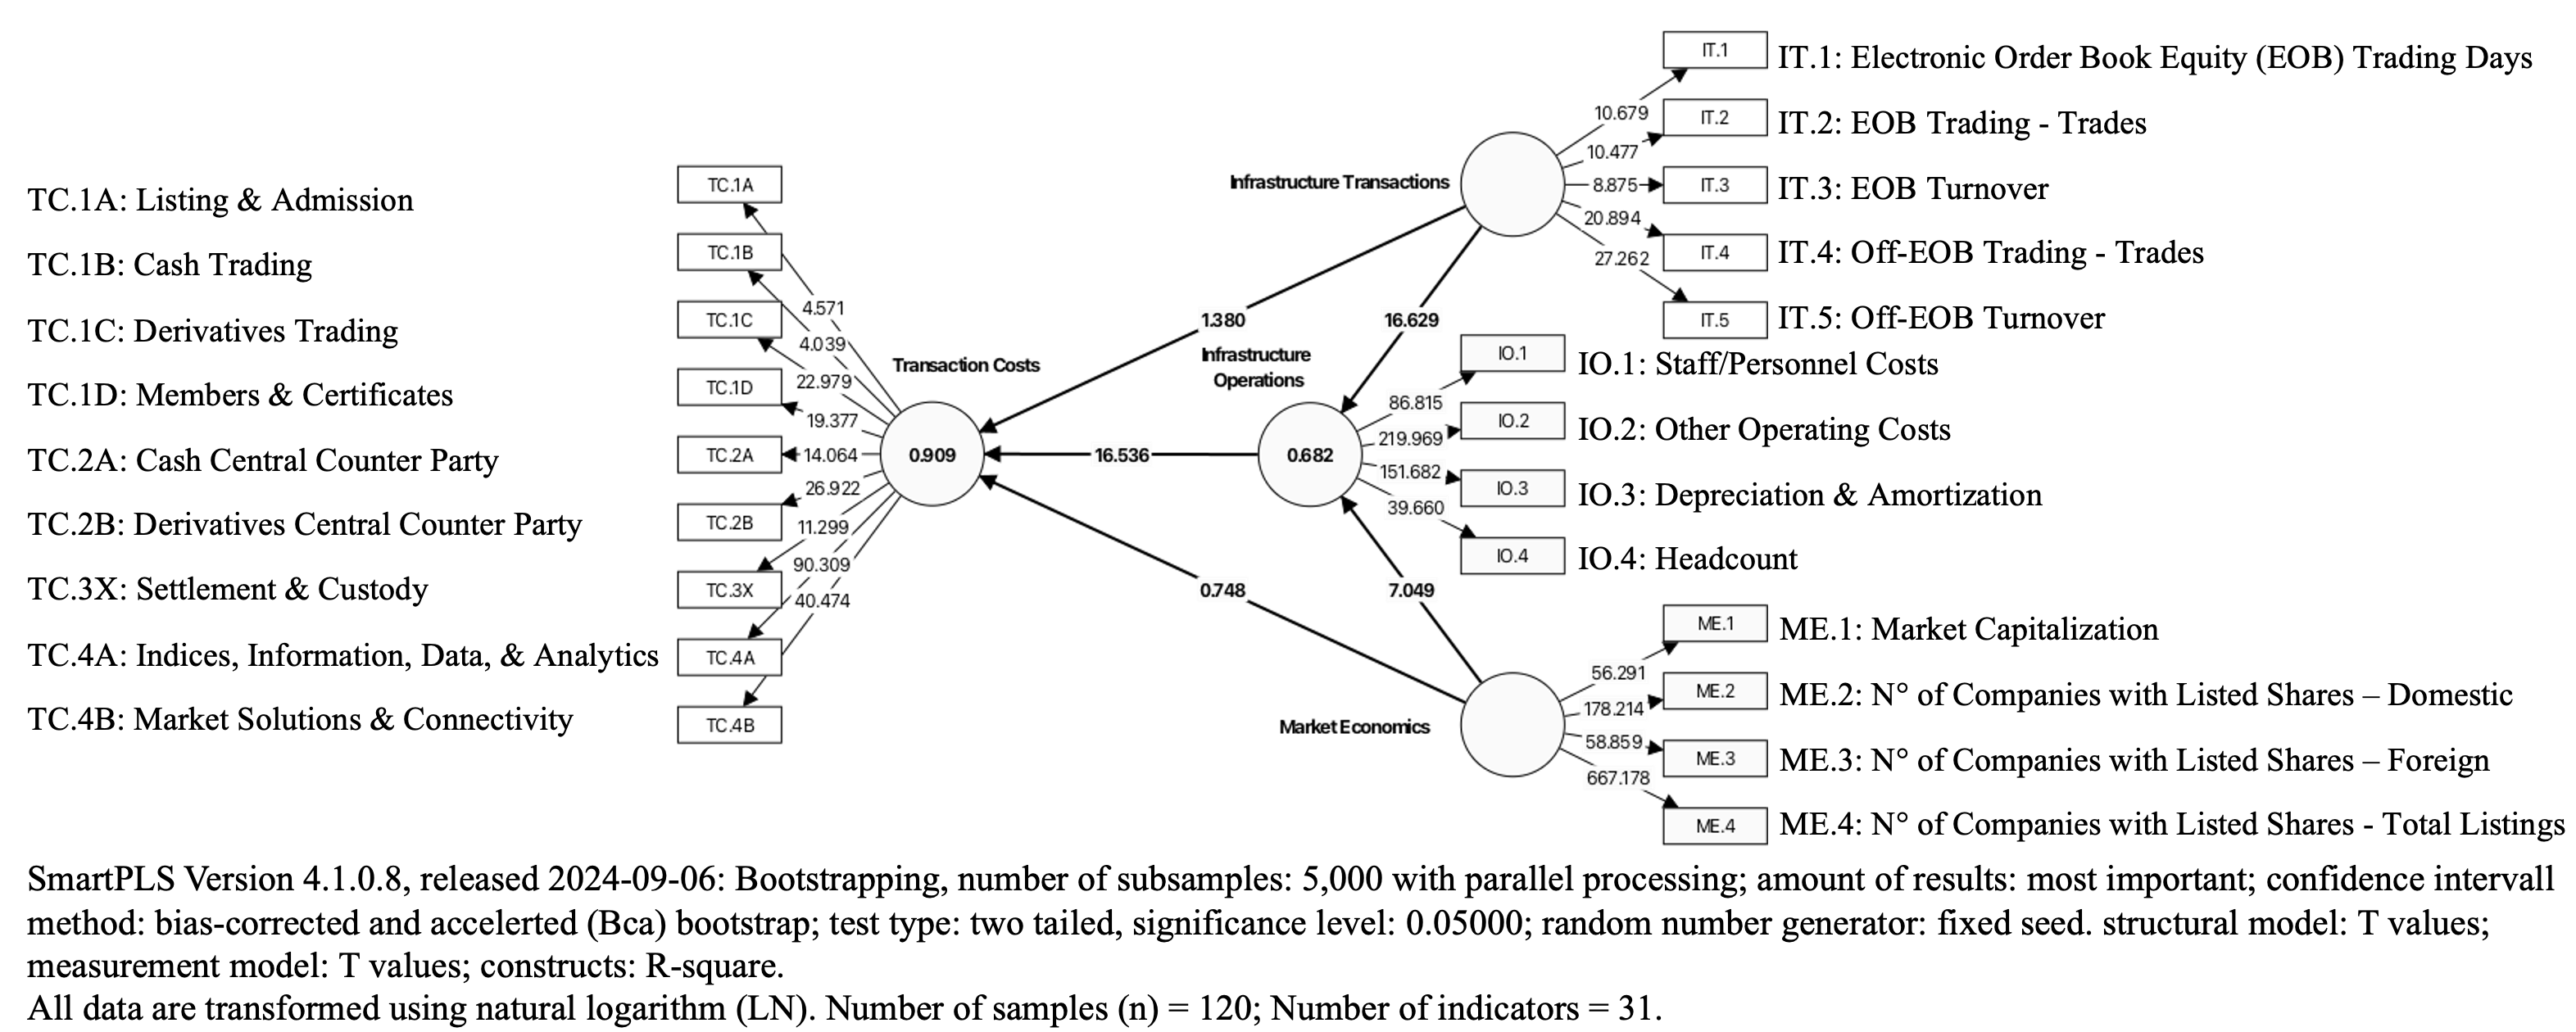 TC.1A: Listing & Admission
TC.1B: Cash Trading
TC.1C: Derivatives Trading
TC.1D: Members & Certificates
TC.2A: Cash Central Counter Party
TC.2B: Derivatives Central Counter Party
TC.3X: Settlement & Custody
TC.4A: Indices, Information, Data, & Analytics
TC.4B: Market Solutions & Connectivity
TC.1A
TC.1B
TC.1C
TC.1D
TC.2A
TC.2B
TC.3X
TC.4A
TC.4B
4.571
4.039
22.979
19.377
14.064
26.922
11.299
90.309
40.474
Transaction Costs
0.909
1.380
16.536
0.748
Infrastructure Transactions
16.629
Infrastructure
Operations
0.682
7.049
Market Economics
10.679
10.477
8.875
20.894
27.262
IT.1
IT.2
IT.3
IT.4
IT.5
IT.1: Electronic Order Book Equity (EOB) Trading Days
IT.2: EOB Trading - Trades
IT.3: EOB Turnover
IT.4: Off-EOB Trading - Trades
IT.5: Off-EOB Turnover
86.815
219.969
151.682
39.660
IO.1
IO.2
IO.3
IO.4
IO.1: Staff/Personnel Costs
IO.2: Other Operating Costs
IO.3: Depreciation & Amortization
IO.4: Headcount
56.291
178.214
58.859
667.178
ME.1
ME.2
ME.3
ME.4
ME.1: Market Capitalization
ME.2: N° of Companies with Listed Shares – Domestic
ME.3: N° of Companies with Listed Shares – Foreign
ME.4: N° of Companies with Listed Shares - Total Listings
SmartPLS Version 4.1.0.8, released 2024-09-06: Bootstrapping, number of subsamples: 5,000 with parallel processing; amount of results: most important; confidence intervall
method: bias-corrected and accelerted (Bca) bootstrap; test type: two tailed, significance level: 0.05000; random number generator: fixed seed. structural model: T values;
measurement model: T values; constructs: R-square.
All data are transformed using natural logarithm (LN). Number of samples (n) = 120; Number of indicators = 31.